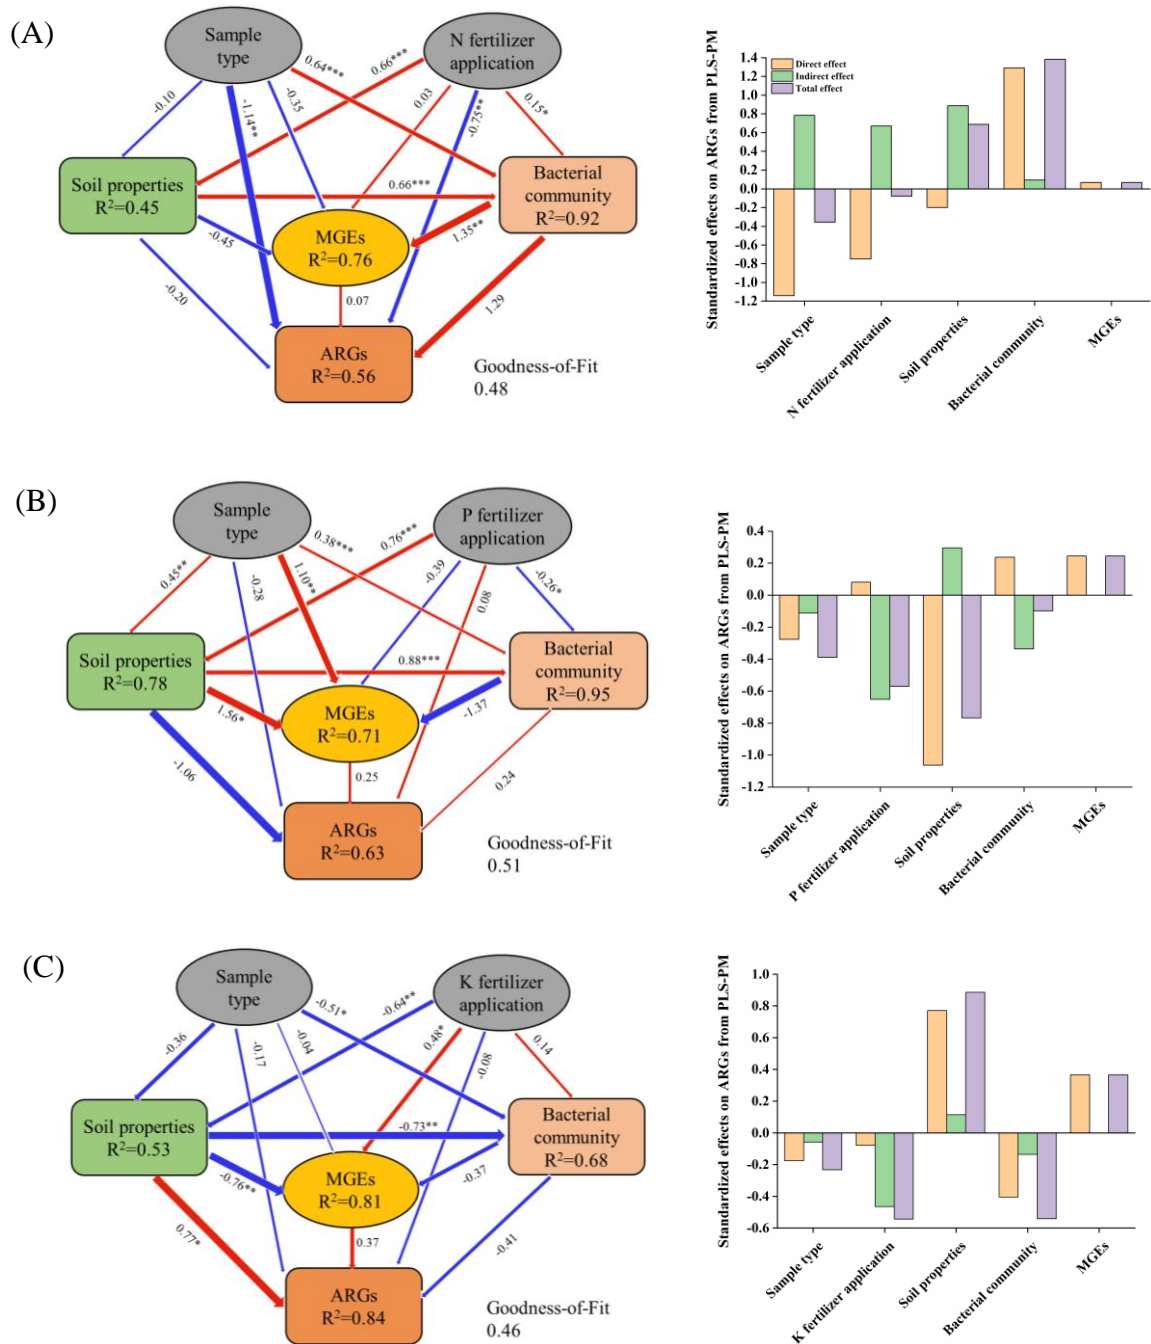 (A)
Sample
type
N fertilizer
application
0.64***
0.66***
-0.10
-1.14**
-0.35
0.03
-0.75**
0.15*
Soil properties
R²=0.45
0.66***
Bacterial
community
R²=0.92
-0.45
MGEs
R²=0.76
1.35**
-0.20
0.07
1.29
ARGs
R²=0.56
Goodness-of-Fit
0.48
Standardized effects on ARGs from PLS-PM
Direct effect
Indirect effect
Total effect
1.4
1.2
1.0
0.8
0.6
0.4
0.2
0.0
-0.2
-0.4
-0.6
-0.8
-1.0
-1.2
Sample type
N fertilizer application
Soil properties
Bacterial community
MGEs
(B)
Sample
type
P fertilizer
application
0.38***
0.76***
0.45**
-0.28
1.10**
-0.39
0.08
-0.26*
Soil properties
R²=0.78
0.88***
Bacterial
community
R²=0.95
1.56*
MGEs
R²=0.71
-1.37
-1.06
0.25
0.24
ARGs
R²=0.63
Goodness-of-Fit
0.51
Standardized effects on ARGs from PLS-PM
0.4
0.2
0.0
-0.2
-0.4
-0.6
-0.8
-1.0
-1.2
Sample type
P fertilizer application
Soil properties
Bacterial community
MGEs
(C)
Sample
type
K fertilizer
application
-0.51*
-0.64**
-0.36
-0.17
-0.04
0.48*
-0.08
0.14
Soil properties
R²=0.53
-0.73**
Bacterial
community
R²=0.68
-0.76**
MGEs
R²=0.81
-0.37
0.77*
0.37
-0.41
ARGs
R²=0.84
Goodness-of-Fit
0.46
Standardized effects on ARGs from PLS-PM
1.0
0.8
0.6
0.4
0.2
0.0
-0.2
-0.4
-0.6
Sample type
K fertilizer application
Soil properties
Bacterial community
MGEs